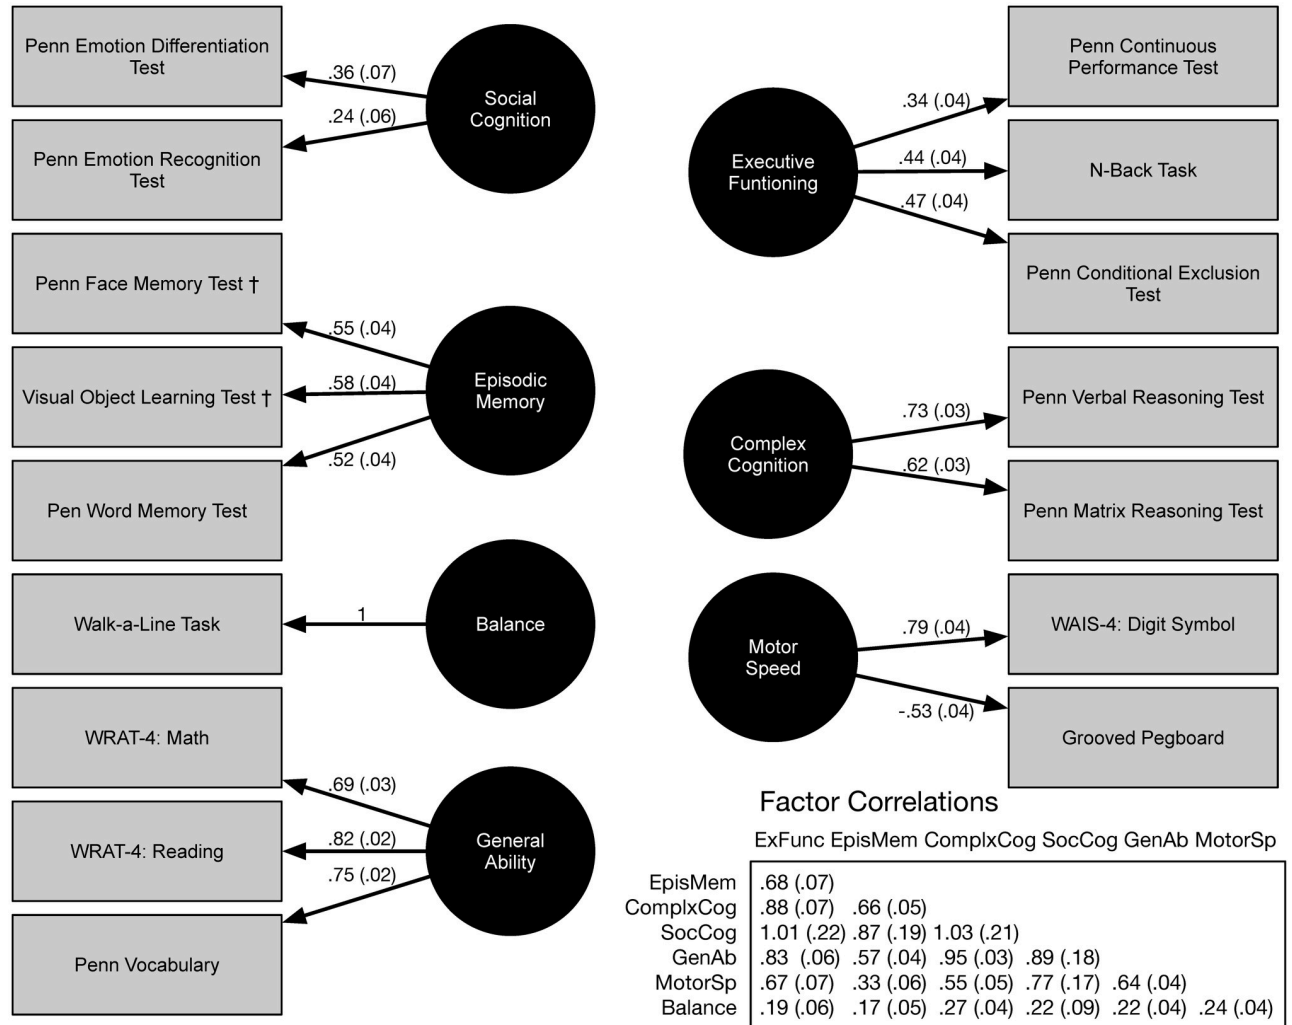 Penn Emotion Differentiation
Test
.36 (.07)
Social
Cognition
.24 (.06)
Penn Emotion Recognition
Test
Penn Face Memory Test †
.55 (.04)
Visual Object Learning Test †
.58 (.04)
Episodic
Memory
.52 (.04)
Pen Word Memory Test
Walk-a-Line Task
1
Balance
WRAT-4: Math
.69 (.03)
WRAT-4: Reading
.82 (.02)
General
Ability
.75 (.02)
Penn Vocabulary
Penn Continuous
Performance Test
.34 (.04)
Executive
Funtioning
.44 (.04)
N-Back Task
.47 (.04)
Penn Conditional Exclusion
Test
Penn Verbal Reasoning Test
.73 (.03)
Complex
Cognition
.62 (.03)
Penn Matrix Reasoning Test
WAIS-4: Digit Symbol
.79 (.04)
Motor
Speed
-.53 (.04)
Grooved Pegboard
Factor Correlations
ExFunc EpisMem ComplxCog SocCog GenAb MotorSp
EpisMem .68 (.07)
ComplxCog .88 (.07) .66 (.05)
SocCog 1.01 (.22) .87 (.19) 1.03 (.21)
GenAb .83 (.06) .57 (.04) .95 (.03) .89 (.18)
MotorSp .67 (.07) .33 (.06) .55 (.05) .77 (.17) .64 (.04)
Balance .19 (.06) .17 (.05) .27 (.04) .22 (.09) .22 (.04) .24 (.04)